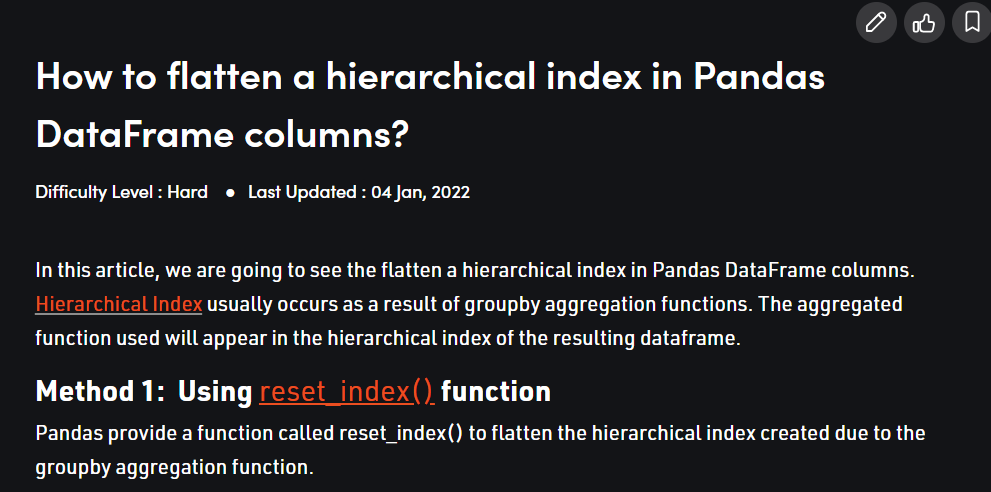 How to flatten a hierarchical index in Pandas
DataFrame columns?
Difficulty Level : Hard ● Last Updated : 04 Jan, 2022
In this article, we are going to see the flatten a hierarchical index in Pandas DataFrame columns.
Hierarchical Index usually occurs as a result of groupby aggregation functions. The aggregated
function used will appear in the hierarchical index of the resulting dataframe.
Method 1:  Using reset_index() function
Pandas provide a function called reset_index() to flatten the hierarchical index created due to the
groupby aggregation function.